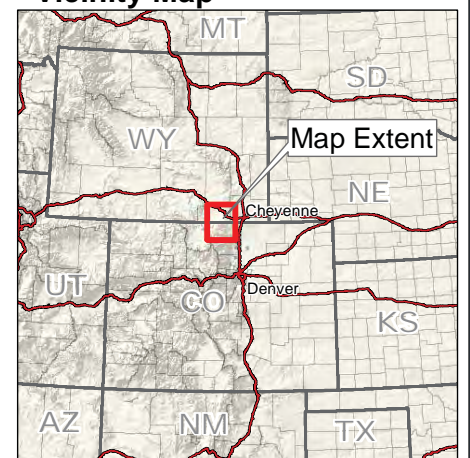 Vicinity Map
MT
SD
WY
Map Extent
NE
Cheyenne
UT
CO
Denver
KS
AZ
NM
TX